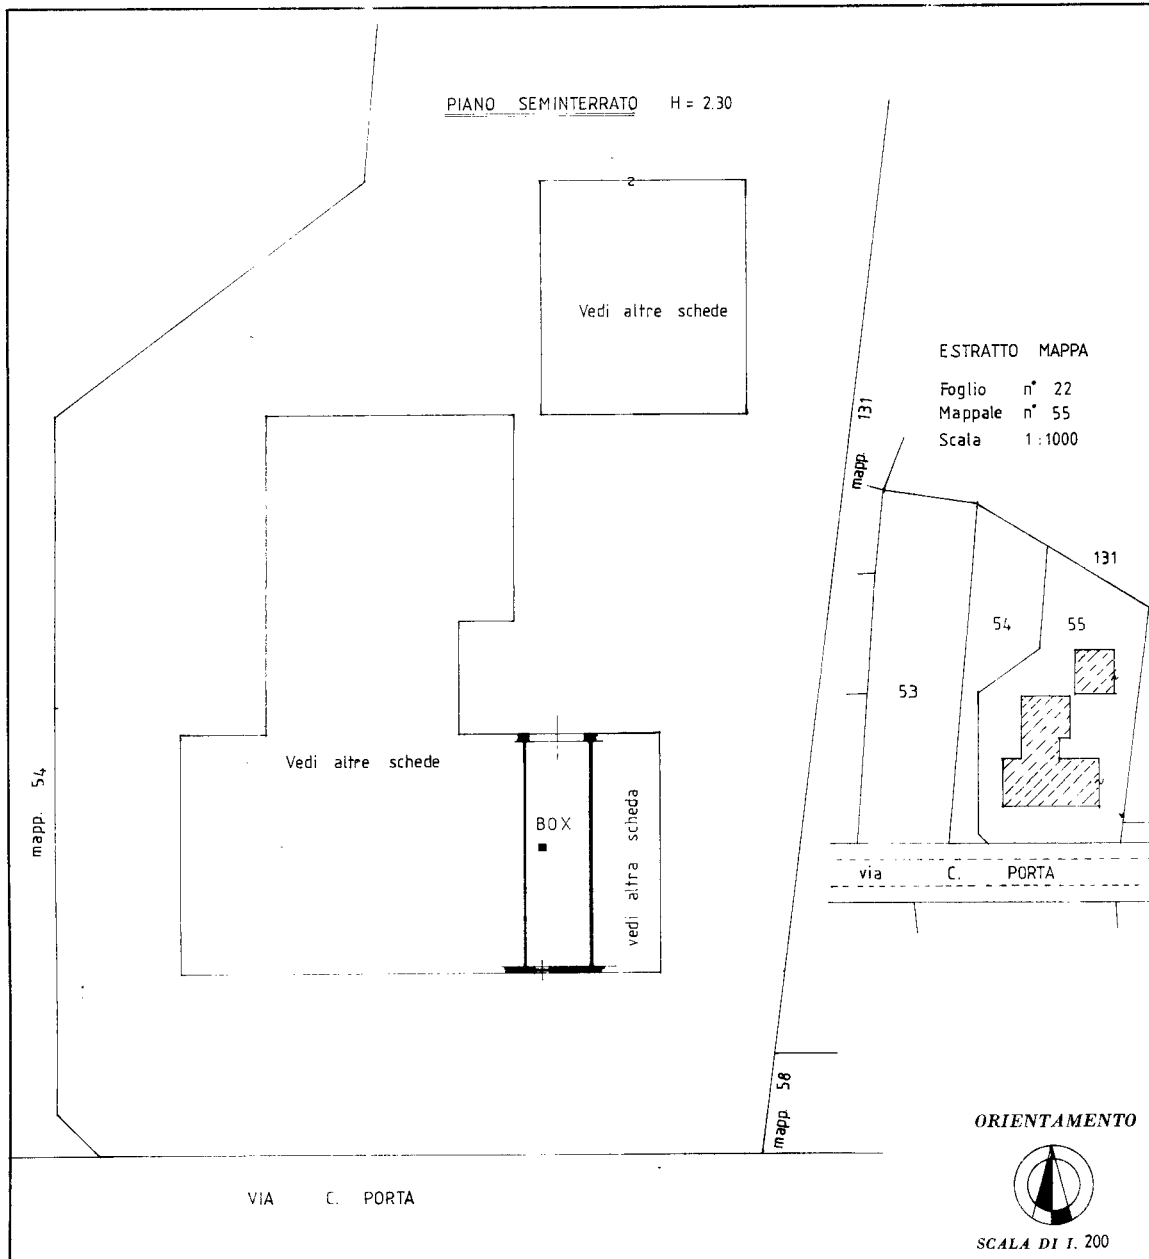 PIANO SEMINTERRATO H = 2.30
Vedi altre schede
ESTRATTO MAPPA
Foglio n° 22
Mappale n° 55
Scala 1:1000
mapp. 131
131
54
55
53
Vedi altre schede
BOX
vedi altra scheda
mapp. 54
via C. PORTA
mapp. 58
ORIENTAMENTO
VIA C. PORTA
SCALA DI 1. 200